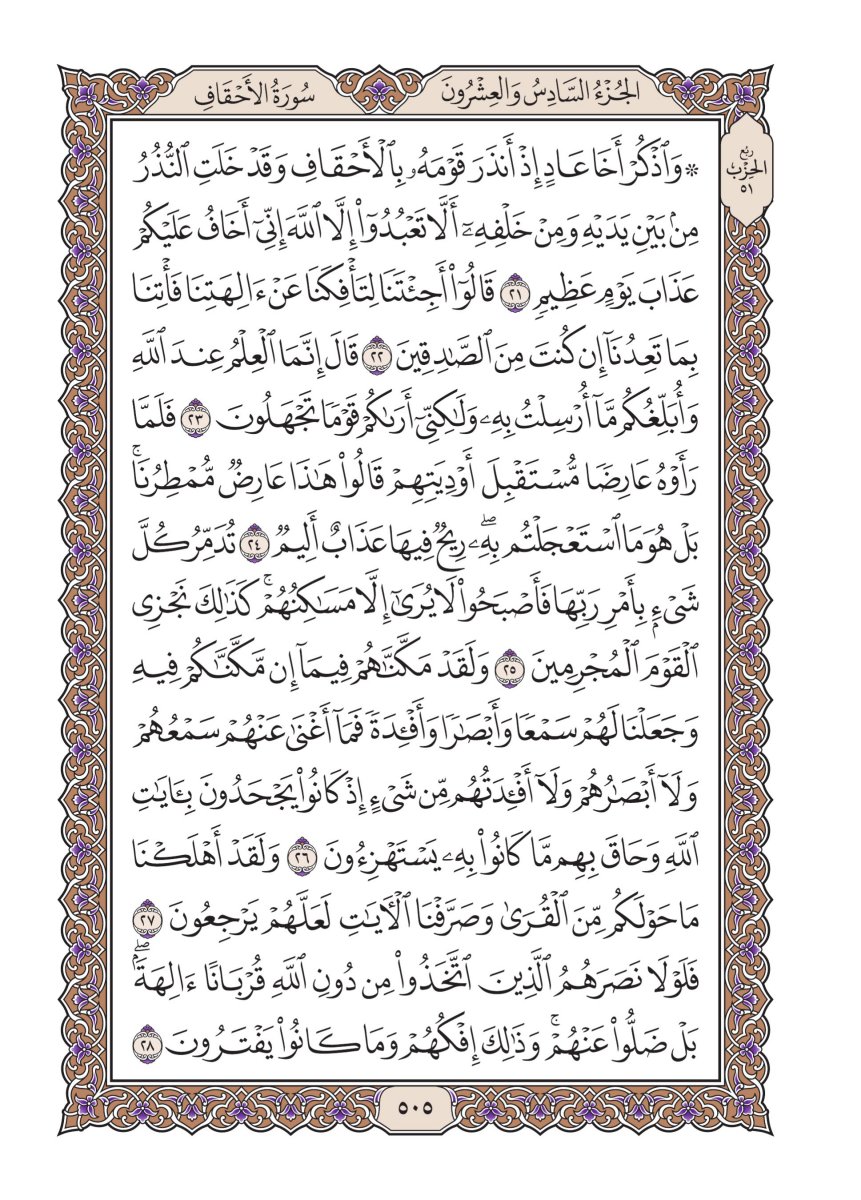 الجُزْءُ السَّادِسُ وَالعِشْرُونَ
سُورَةُ الأَحْقَافِ
رُبْع
الحِزْب
٥١
۞ وَٱذْكُرْ أَخَا عَادٍ إِذْ أَنذَرَ قَوْمَهُۥ بِٱلْأَحْقَافِ وَقَدْ خَلَتِ ٱلنُّذُرُ
مِنۢ بَيْنِ يَدَيْهِ وَمِنْ خَلْفِهِۦٓ أَلَّا تَعْبُدُوٓا۟ إِلَّا ٱللَّهَ إِنِّىٓ أَخَافُ عَلَيْكُمْ
عَذَابَ يَوْمٍ عَظِيمٍ ٢١ قَالُوٓا۟ أَجِئْتَنَا لِتَأْفِكَنَا عَنْ ءَالِهَتِنَا فَأْتِنَا
بِمَا تَعِدُنَآ إِن كُنتَ مِنَ ٱلصَّـٰدِقِينَ ٢٢ قَالَ إِنَّمَا ٱلْعِلْمُ عِندَ ٱللَّهِ
وَأُبَلِّغُكُم مَّآ أُرْسِلْتُ بِهِۦ وَلَـٰكِنِّىٓ أَرَىٰكُمْ قَوْمًا تَجْهَلُونَ ٢٣ فَلَمَّا
رَأَوْهُ عَارِضًا مُّسْتَقْبِلَ أَوْدِيَتِهِمْ قَالُوا۟ هَـٰذَا عَارِضٌ مُّمْطِرُنَا ۚ
بَلْ هُوَ مَا ٱسْتَعْجَلْتُم بِهِۦ ۖ رِيحٌ فِيهَا عَذَابٌ أَلِيمٌ ٢٤ تُدَمِّرُ كُلَّ
شَىْءٍۭ بِأَمْرِ رَبِّهَا فَأَصْبَحُوا۟ لَا يُرَىٰٓ إِلَّا مَسَـٰكِنُهُمْ ۚ كَذَٰلِكَ نَجْزِى
ٱلْقَوْمَ ٱلْمُجْرِمِينَ ٢٥ وَلَقَدْ مَكَّنَّـٰهُمْ فِيمَآ إِن مَّكَّنَّـٰكُمْ فِيهِ
وَجَعَلْنَا لَهُمْ سَمْعًا وَأَبْصَـٰرًا وَأَفْـِٔدَةً فَمَآ أَغْنَىٰ عَنْهُمْ سَمْعُهُمْ
وَلَآ أَبْصَـٰرُهُمْ وَلَآ أَفْـِٔدَتُهُم مِّن شَىْءٍ إِذْ كَانُوا۟ يَجْحَدُونَ بِـَٔايَـٰتِ
ٱللَّهِ وَحَاقَ بِهِم مَّا كَانُوا۟ بِهِۦ يَسْتَهْزِءُونَ ٢٦ وَلَقَدْ أَهْلَكْنَا
مَا حَوْلَكُم مِّنَ ٱلْقُرَىٰ وَصَرَّفْنَا ٱلْـَٔايَـٰتِ لَعَلَّهُمْ يَرْجِعُونَ ٢٧
فَلَوْلَا نَصَرَهُمُ ٱلَّذِينَ ٱتَّخَذُوا۟ مِن دُونِ ٱللَّهِ قُرْبَانًا ءَالِهَةًۢ ۖ
بَلْ ضَلُّوا۟ عَنْهُمْ ۚ وَذَٰلِكَ إِفْكُهُمْ وَمَا كَانُوا۟ يَفْتَرُونَ ٢٨
٥٠٥